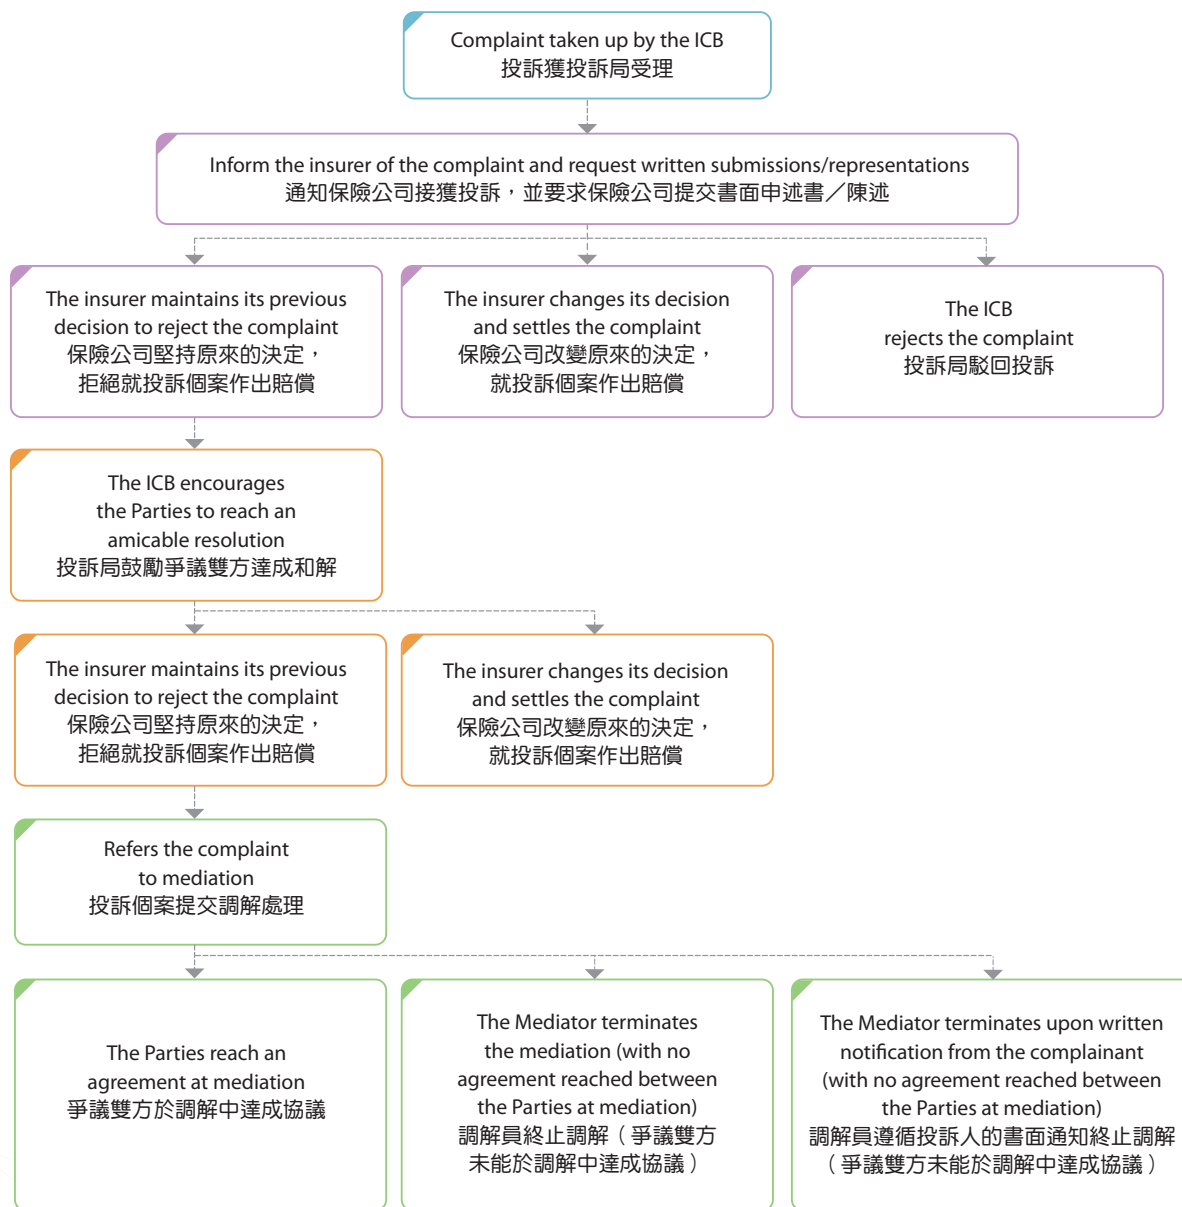 Complaint taken up by the ICB
投訴獲投訴局受理
Inform the insurer of the complaint and request written submissions/representations
通知保險公司接獲投訴，並要求保險公司提交書面申述書／陳述
The insurer maintains its previous
decision to reject the complaint
保險公司堅持原來的決定，
拒絕就投訴個案作出賠償
The insurer changes its decision
and settles the complaint
保險公司改變原來的決定，
就投訴個案作出賠償
The ICB
rejects the complaint
投訴局駁回投訴
The ICB encourages
the Parties to reach an
amicable resolution
投訴局鼓勵爭議雙方達成和解
The insurer maintains its previous
decision to reject the complaint
保險公司堅持原來的決定，
拒絕就投訴個案作出賠償
The insurer changes its decision
and settles the complaint
保險公司改變原來的決定，
就投訴個案作出賠償
Refers the complaint
to mediation
投訴個案提交調解處理
The Parties reach an
agreement at mediation
爭議雙方於調解中達成協議
The Mediator terminates
the mediation (with no
agreement reached between
the Parties at mediation)
調解員終止調解（爭議雙方
未能於調解中達成協議）
The Mediator terminates upon written
notification from the complainant
(with no agreement reached between
the Parties at mediation)
調解員遵循投訴人的書面通知終止調解
（爭議雙方未能於調解中達成協議）